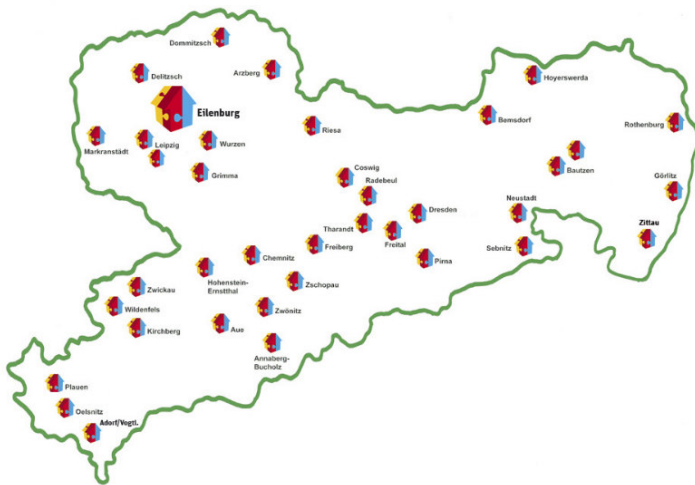 Dommitzsch
Delitzsch
Arzberg
Hoyerswerda
Eilenburg
Bernsdorf
Rothenburg
Riesa
Markranstädt
Leipzig
Wurzen
Grimma
Bautzen
Coswig
Radebeul
Görlitz
Neustadt
Dresden
Tharandt
Freital
Zittau
Freiberg
Sebnitz
Chemnitz
Pirna
Hohenstein-
Ernstthal
Zschopau
Zwickau
Wildenfels
Zwönitz
Kirchberg
Aue
Annaberg-
Bucholz
Plauen
Oelsnitz
Adorf/Vogtl.